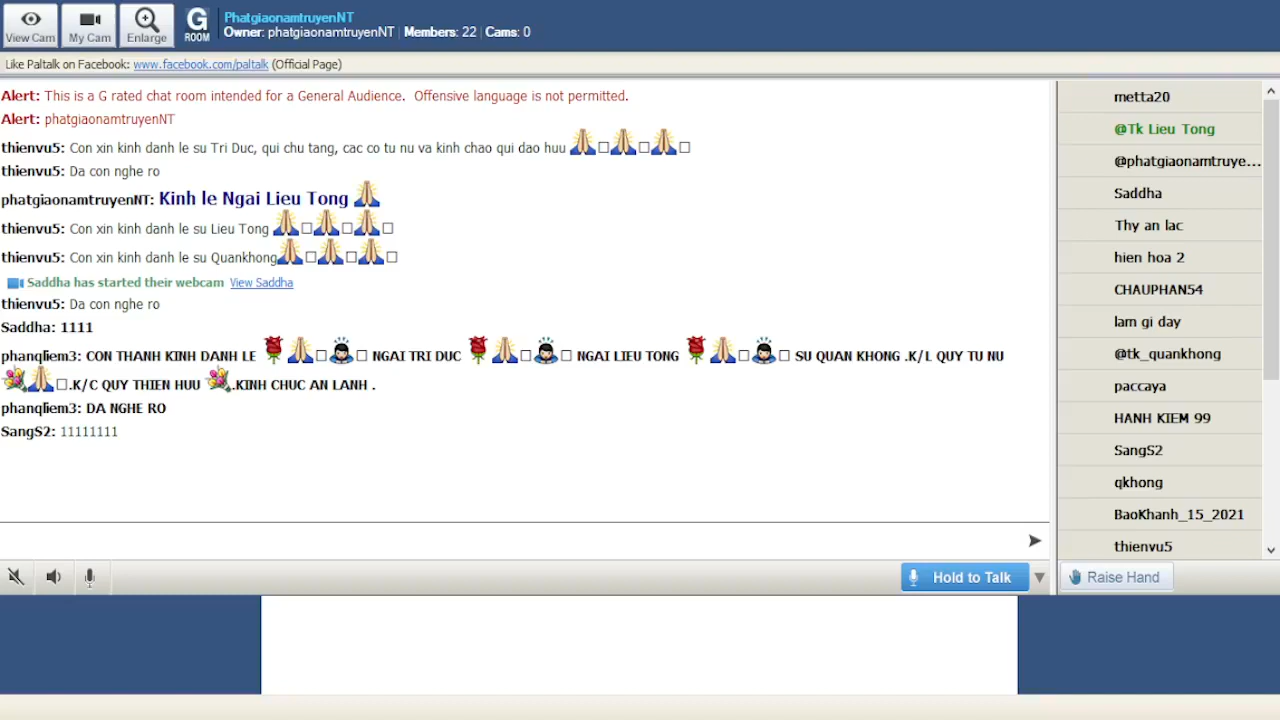 View Cam
My Cam
Enlarge
G
ROOM
PhatgiaonamtruyenNT
Owner: phatgiaonamtruyenNT | Members: 22 | Cams: 0
Like Paltalk on Facebook: www.facebook.com/paltalk (Official Page)
Alert: This is a G rated chat room intended for a General Audience. Offensive language is not permitted.
Alert: phatgiaonamtruyenNT
thienvu5: Con xin kinh danh le su Tri Duc, qui chu tang, cac co tu nu va kinh chao qui dao huu 🙏□🙏□🙏□
thienvu5: Da con nghe ro
phatgiaonamtruyenNT: Kinh le Ngai Lieu Tong 🙏
thienvu5: Con xin kinh danh le su Lieu Tong 🙏□🙏□🙏□
thienvu5: Con xin kinh danh le su Quankhong🙏□🙏□🙏□
Saddha has started their webcam View Saddha
thienvu5: Da con nghe ro
Saddha: 1111
phanqliem3: CON THANH KINH DANH LE 🌹🙏□🙇□ NGAI TRI DUC 🌹🙏□🙇□ NGAI LIEU TONG 🌹🙏□🙇□ SU QUAN KHONG .K/L QUY TU NU
💐🙏□.K/C QUY THIEN HUU 💐.KINH CHUC AN LANH .
phanqliem3: DA NGHE RO
SangS2: 11111111
Hold to Talk
metta20
@Tk Lieu Tong
@phatgiaonamtruye...
Saddha
Thy an lac
hien hoa 2
CHAUPHAN54
lam gi day
@tk_quankhong
paccaya
HANH KIEM 99
SangS2
qkhong
BaoKhanh_15_2021
thienvu5
Raise Hand